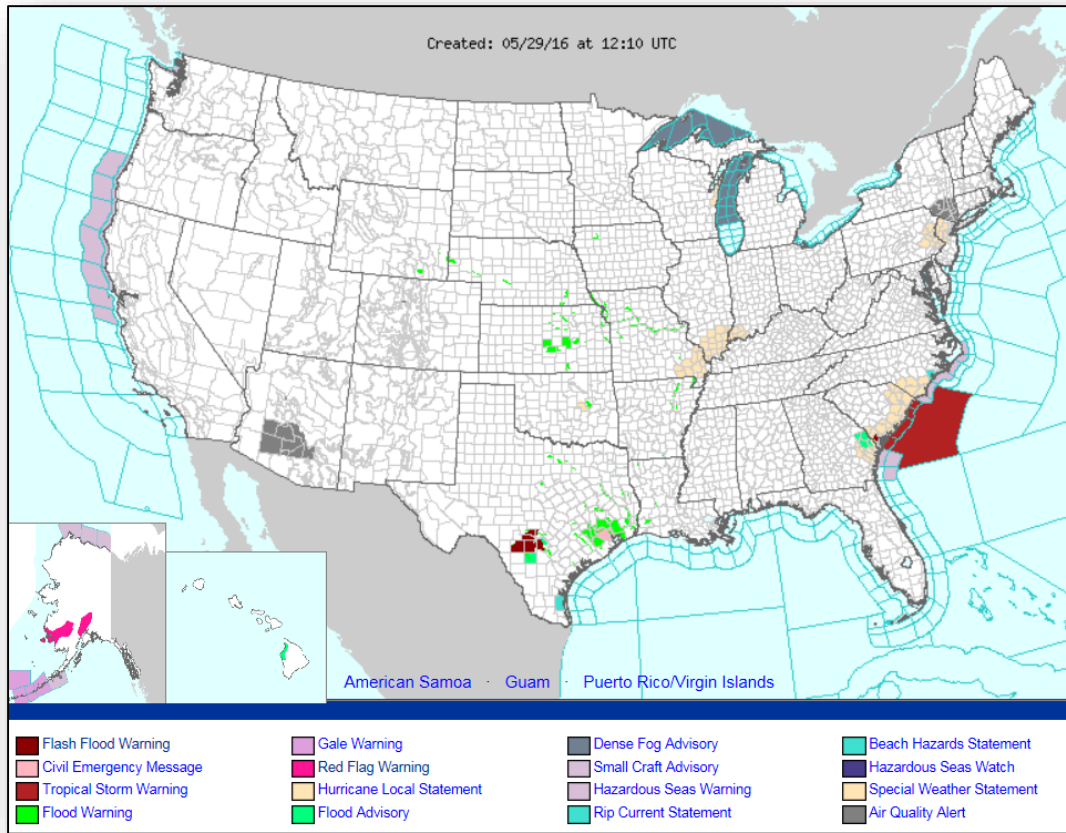 Created: 05/29/16 at 12:10 UTC
American Samoa · Guam · Puerto Rico/Virgin Islands
Flash Flood Warning Gale Warning Dense Fog Advisory Beach Hazards Statement
Civil Emergency Message Red Flag Warning Small Craft Advisory Hazardous Seas Watch
Tropical Storm Warning Hurricane Local Statement Hazardous Seas Warning Special Weather Statement
Flood Warning Flood Advisory Rip Current Statement Air Quality Alert